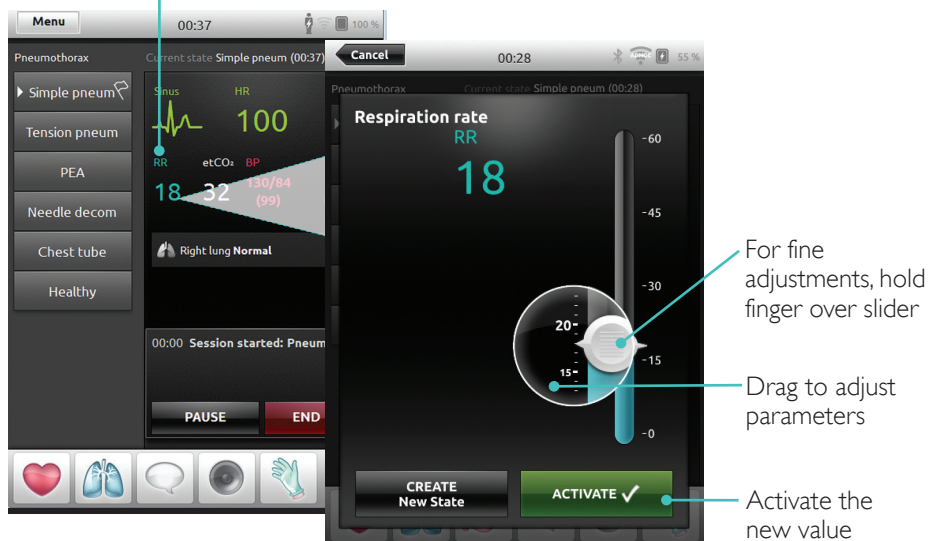 Menu
00:37
100 %
Pneumothorax
Current state Simple pneum (00:37)
Simple pneum
Tension pneum
PEA
Needle decom
Chest tube
Healthy
Sinus
HR
100
RR
etCO₂
BP
18
32
130/84
(99)
Right lung Normal
00:00 Session started: Pneum
PAUSE
END
Cancel
00:28
55 %
Pneumothorax
Current state Simple pneum (00:28)
Respiration rate
RR
18
-60
-45
-30
-15
-0
20-
15-
CREATE
New State
ACTIVATE ✓
For fine
adjustments, hold
finger over slider
Drag to adjust
parameters
Activate the
new value